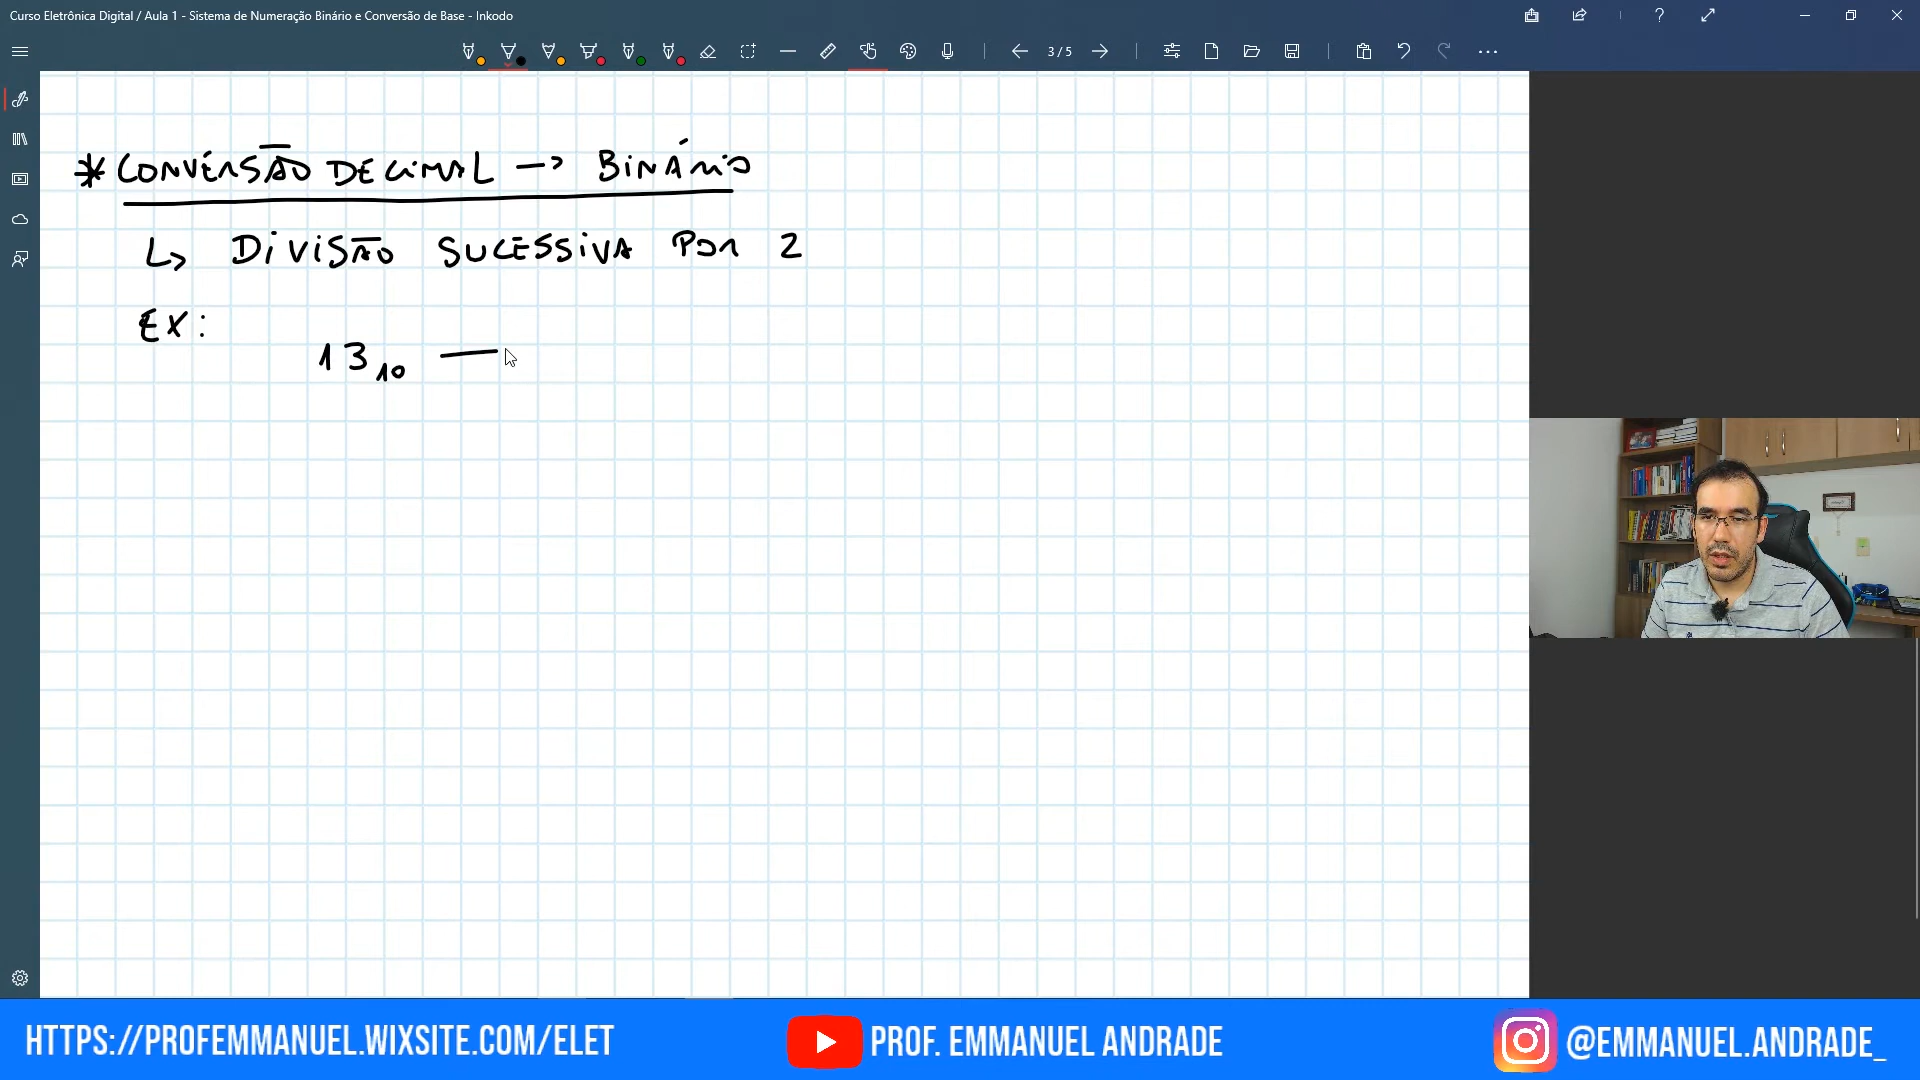 Curso Eletrônica Digital / Aula 1 - Sistema de Numeração Binário e Conversão de Base - Inkodo
3 / 5
* CONVERSÃO DECIMAL -> BINÁRIO
↳ DIVISÃO SUCESSIVA POR 2
EX:
13₁₀ —
HTTPS://PROFEMMANUEL.WIXSITE.COM/ELET
PROF. EMMANUEL ANDRADE
@EMMANUEL.ANDRADE_